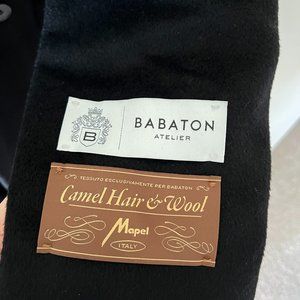 B
BABATON
ATELIER
TESSUTO ESCLUSIVAMENTE PER BABATON
Camel Hair & Wool
Mapel
ITALY